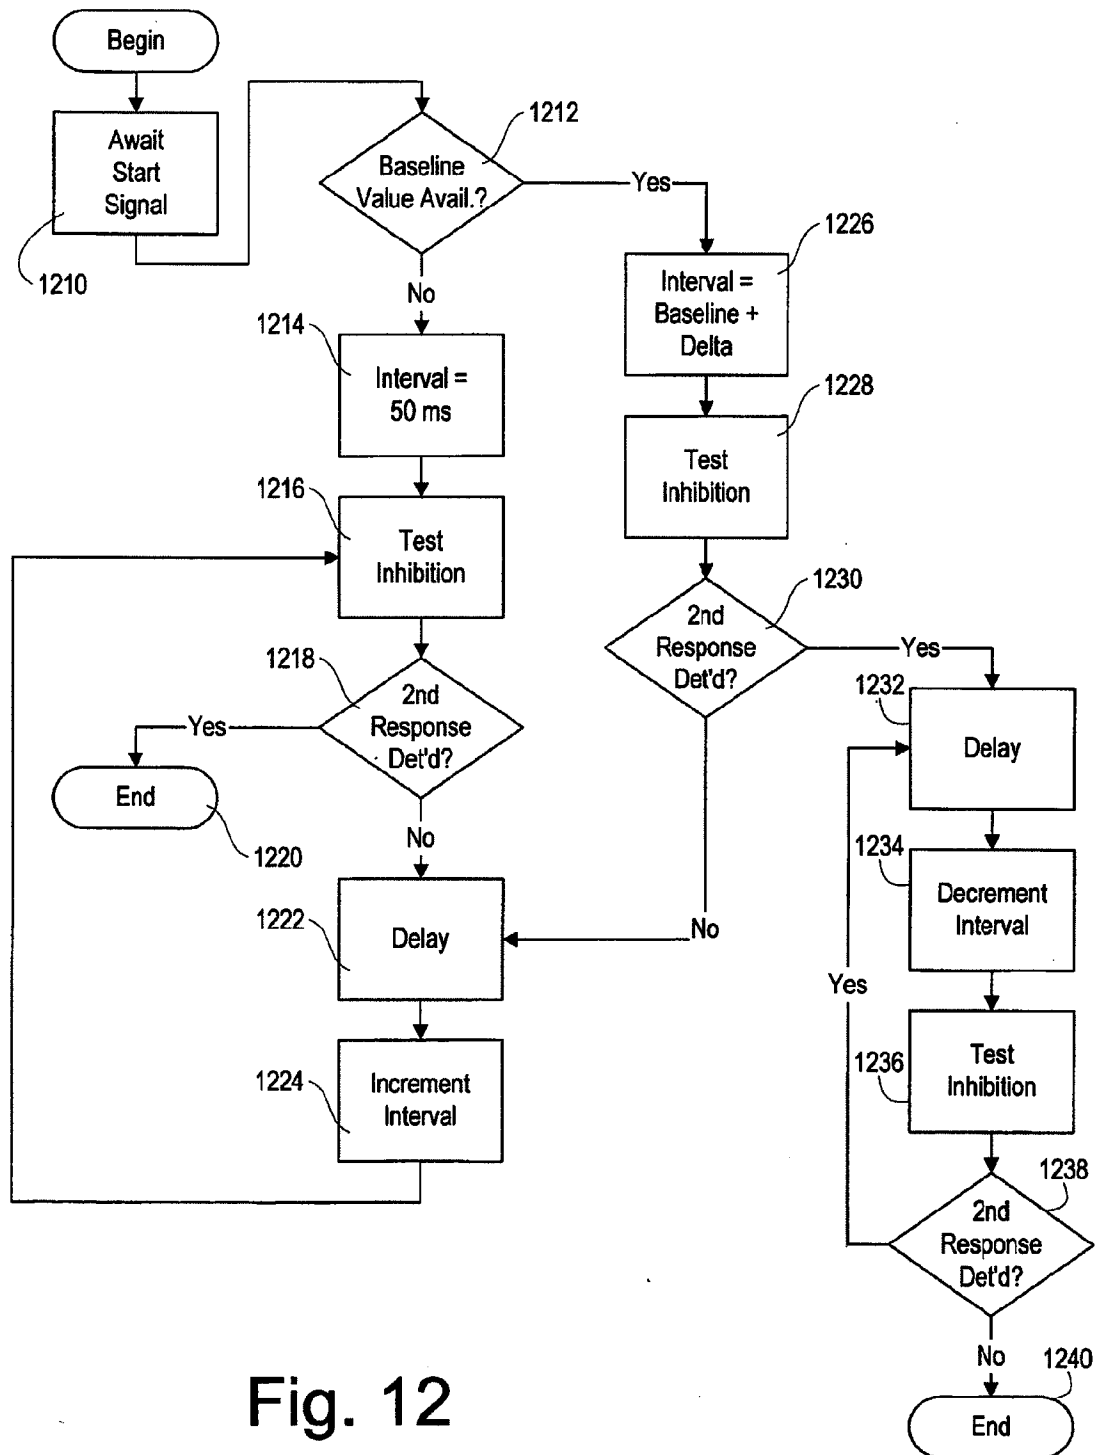 Begin
Await
Start
Signal
1210
Baseline
Value Avail.?
1212
Yes
No
1214
Interval =
50 ms
1216
Test
Inhibition
1218
2nd
Response
Det'd?
Yes
End
1220
No
1222
Delay
1224
Increment
Interval
1226
Interval =
Baseline +
Delta
1228
Test
Inhibition
1230
2nd
Response
Det'd?
Yes
No
1232
Delay
1234
Decrement
Interval
1236
Test
Inhibition
1238
2nd
Response
Det'd?
Yes
No
1240
End
Fig. 12